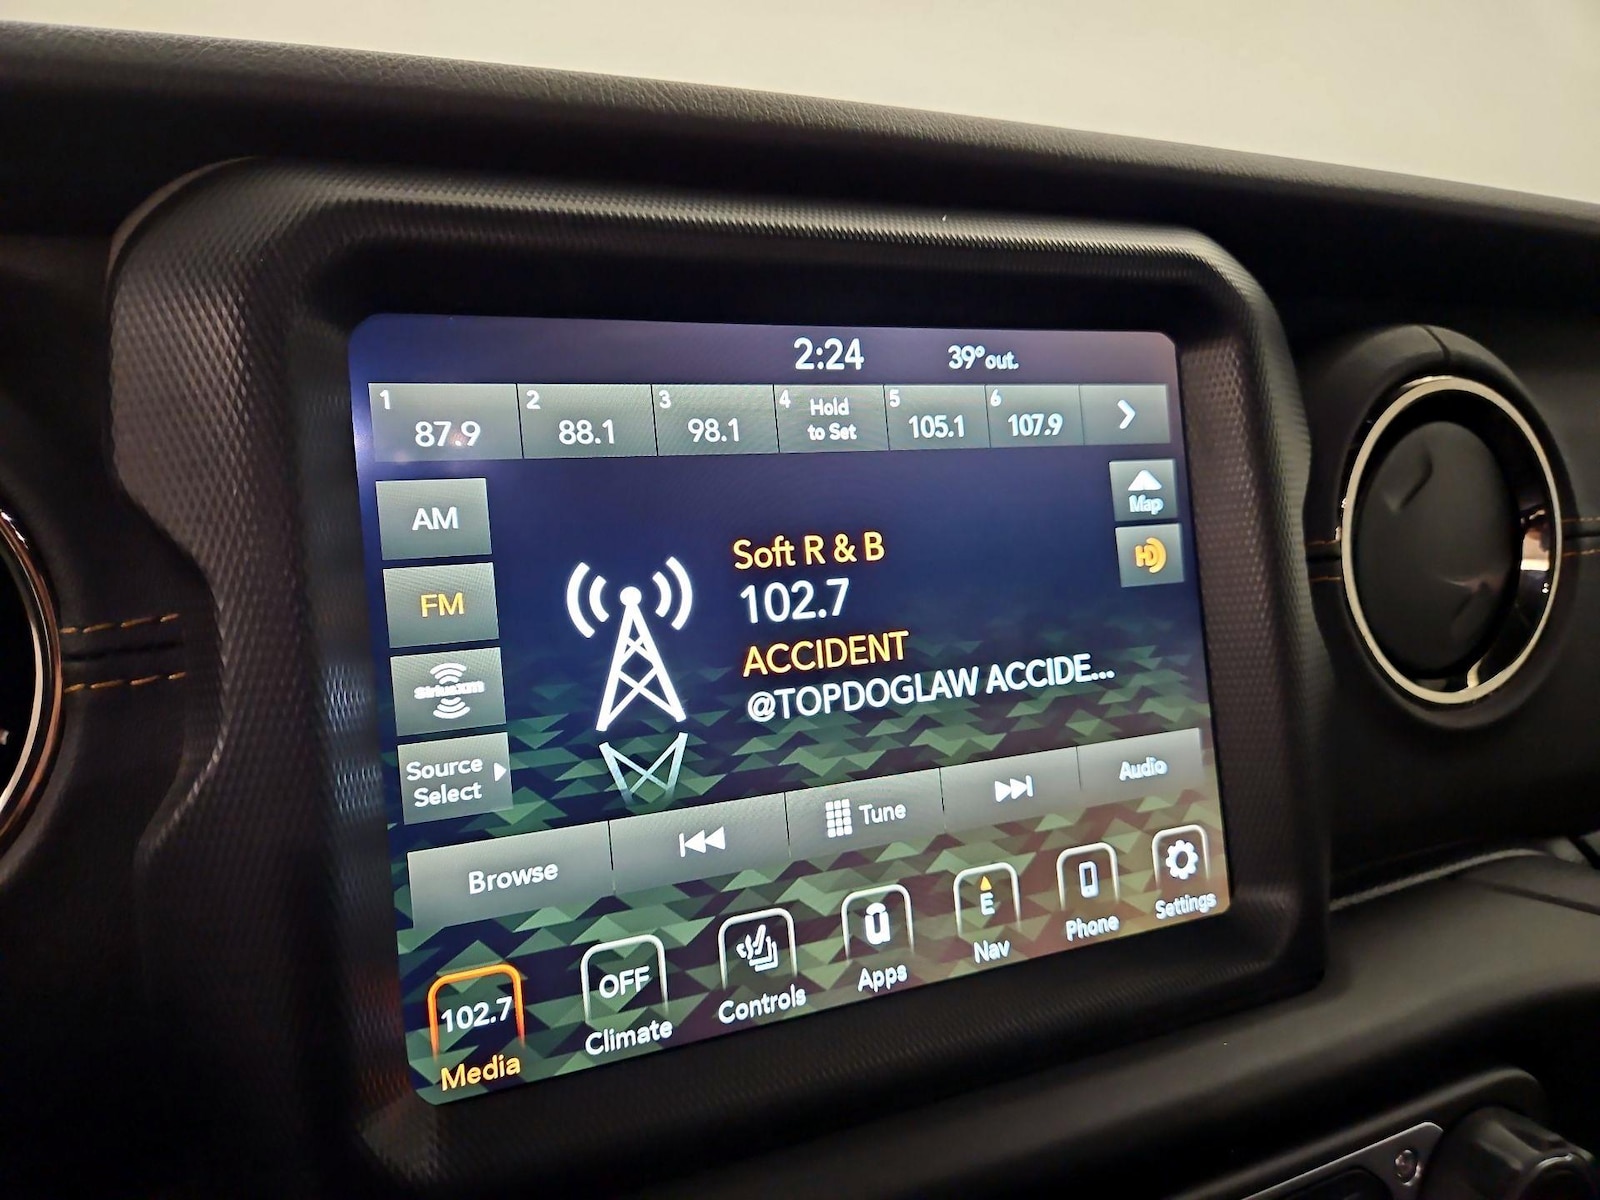 2:24 39° out.
1 87.9 2 88.1 3 98.1 4 Hold to Set 5 105.1 6 107.9
Map
AM
HD
Soft R & B
102.7
FM
ACCIDENT
@TOPDOGLAW ACCIDE...
SiriusXM
Source
Select
Browse
Tune
Audio
102.7
Media
OFF
Climate
Controls
Apps
E
Nav
Phone
Settings